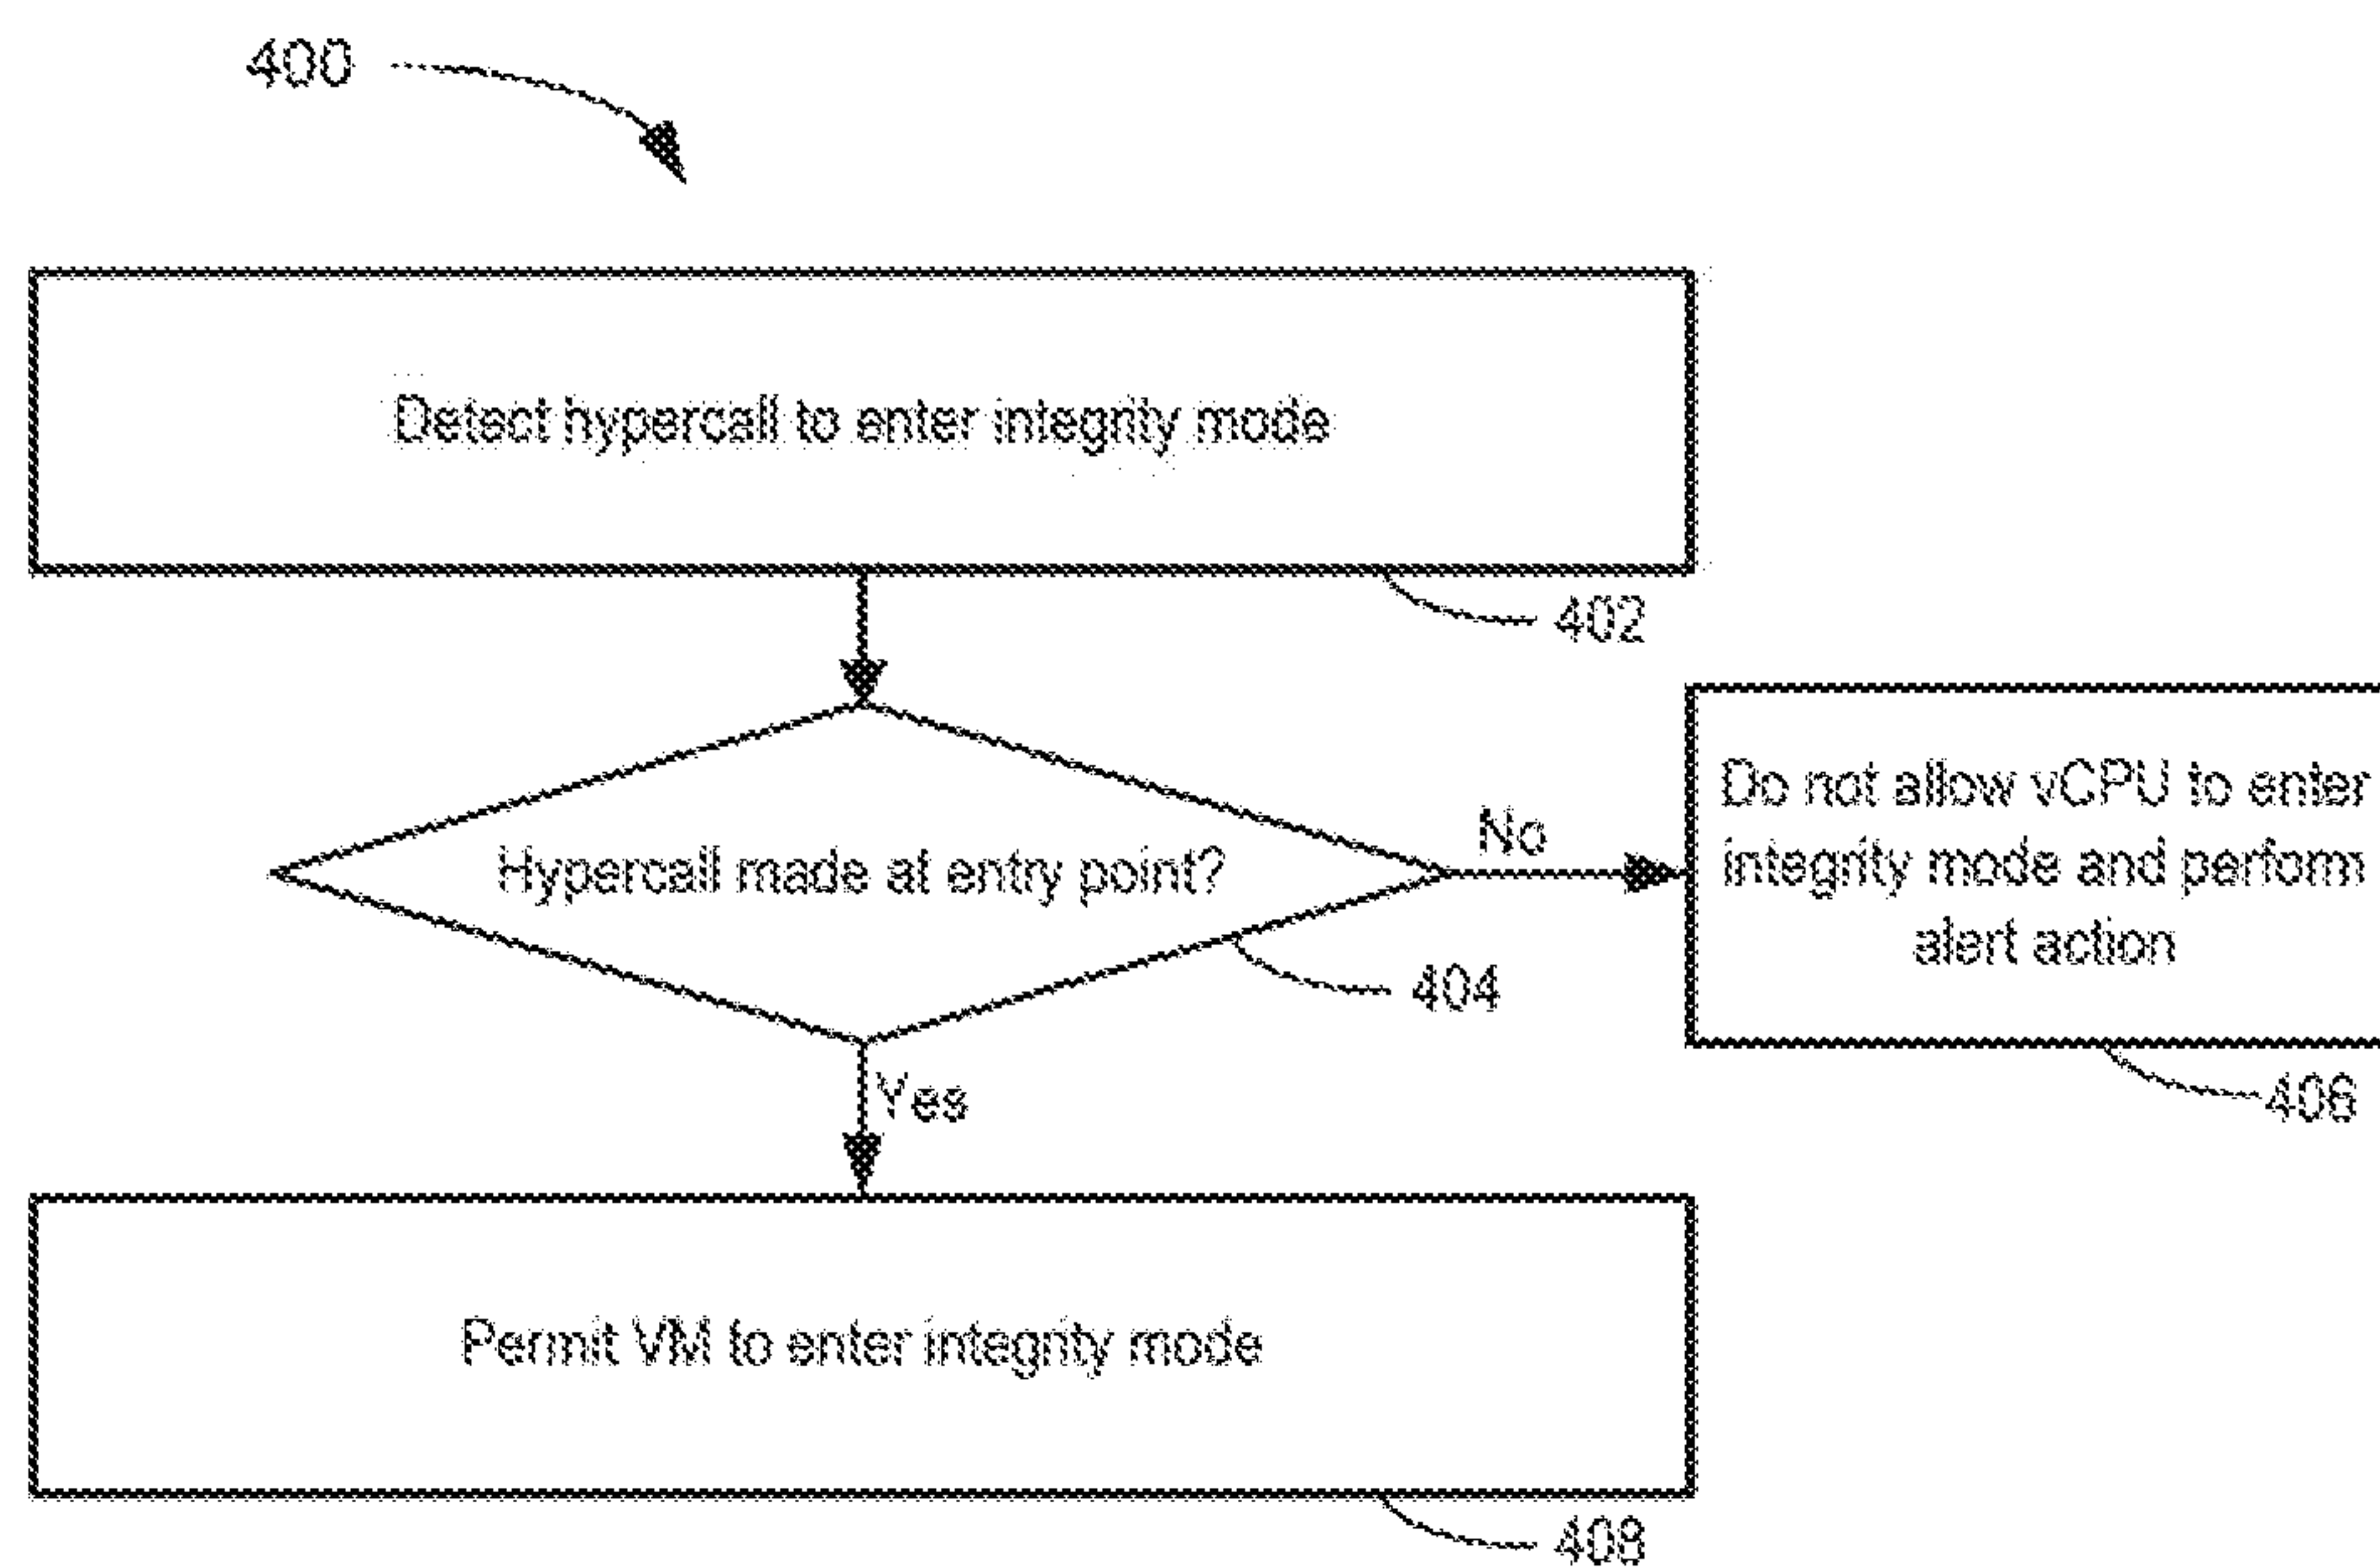 400
Detect hypercall to enter integrity mode
402
Hypercall made at entry point?
No
Do not allow vCPU to enter
integrity mode and perform
alert action
404
406
Yes
Permit VM to enter integrity mode
408